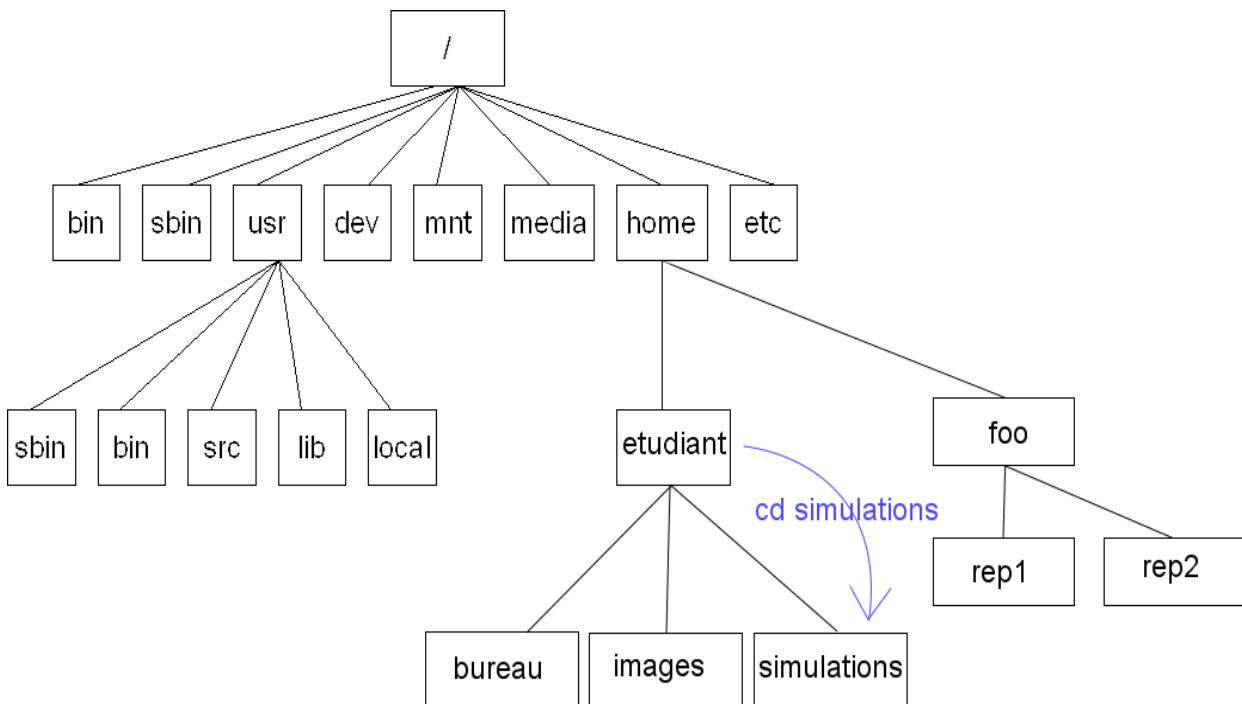 /
bin
sbin
usr
dev
mnt
media
home
etc
sbin
bin
src
lib
local
etudiant
foo
cd simulations
rep1
rep2
bureau
images
simulations